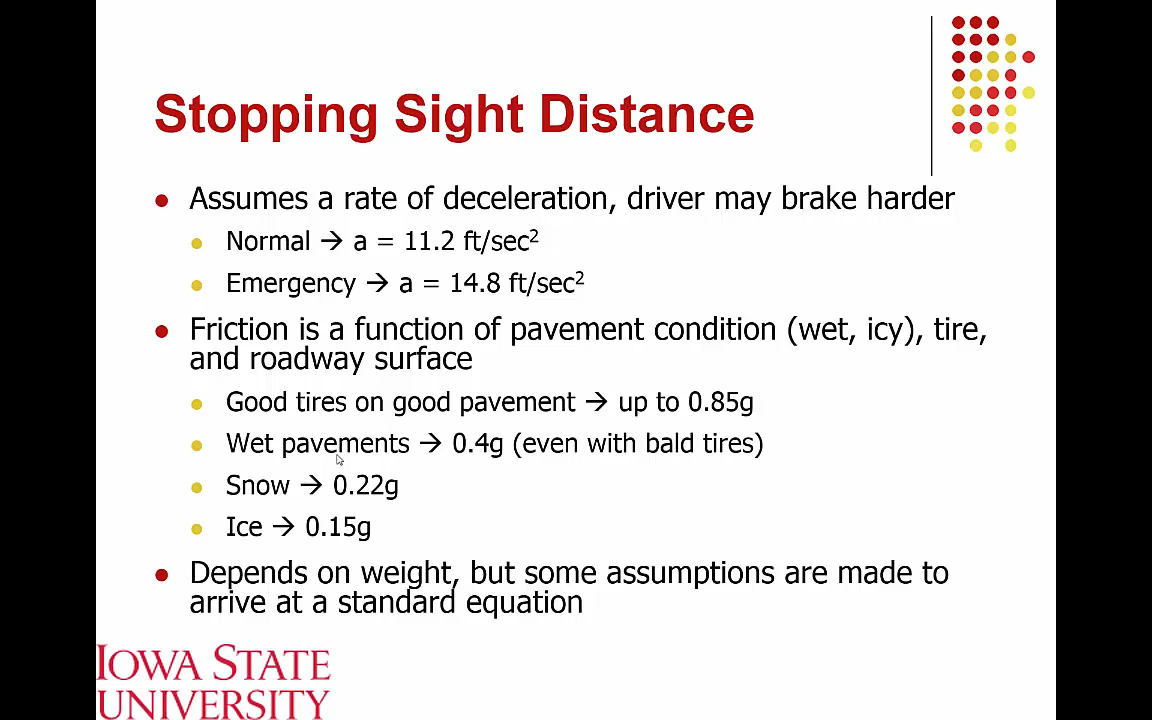 Stopping Sight Distance
Assumes a rate of deceleration, driver may brake harder
Normal → a = 11.2 ft/sec²
Emergency → a = 14.8 ft/sec²
Friction is a function of pavement condition (wet, icy), tire,
and roadway surface
Good tires on good pavement → up to 0.85g
Wet pavements → 0.4g (even with bald tires)
Snow → 0.22g
Ice → 0.15g
Depends on weight, but some assumptions are made to
arrive at a standard equation
IOWA STATE
UNIVERSITY